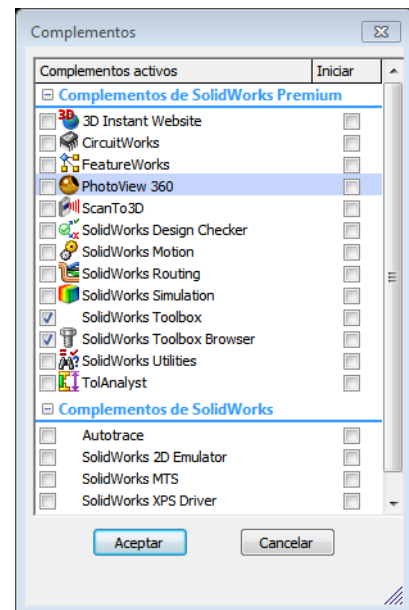 Complementos
Complementos activos Iniciar
Complementos de SolidWorks Premium
3D Instant Website
CircuitWorks
FeatureWorks
PhotoView 360
ScanTo3D
SolidWorks Design Checker
SolidWorks Motion
SolidWorks Routing
SolidWorks Simulation
SolidWorks Toolbox
SolidWorks Toolbox Browser
SolidWorks Utilities
TolAnalyst
Complementos de SolidWorks
Autotrace
SolidWorks 2D Emulator
SolidWorks MTS
SolidWorks XPS Driver
Aceptar Cancelar